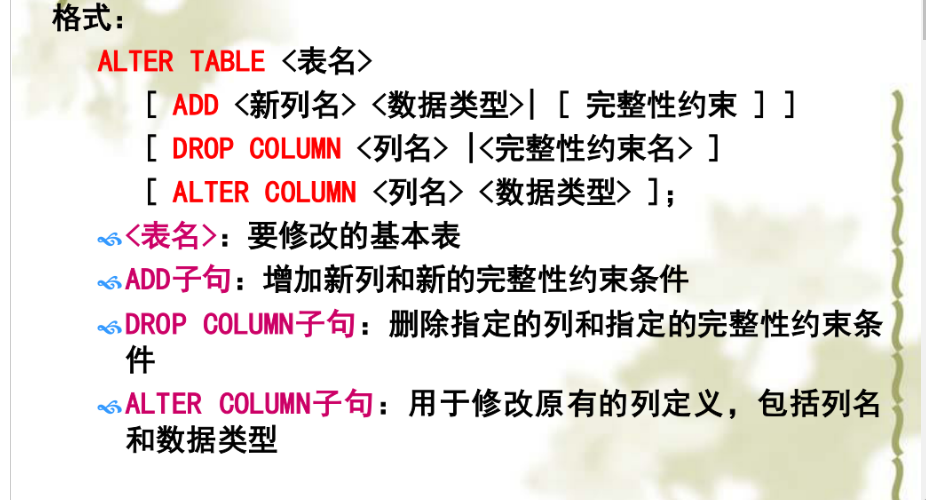 格式：
ALTER TABLE <表名>
[ ADD <新列名> <数据类型>| [ 完整性约束 ] ]
[ DROP COLUMN <列名> |<完整性约束名> ]
[ ALTER COLUMN <列名> <数据类型> ];
<表名>：要修改的基本表
ADD子句：增加新列和新的完整性约束条件
DROP COLUMN子句：删除指定的列和指定的完整性约束条
件
ALTER COLUMN子句：用于修改原有的列定义，包括列名
和数据类型